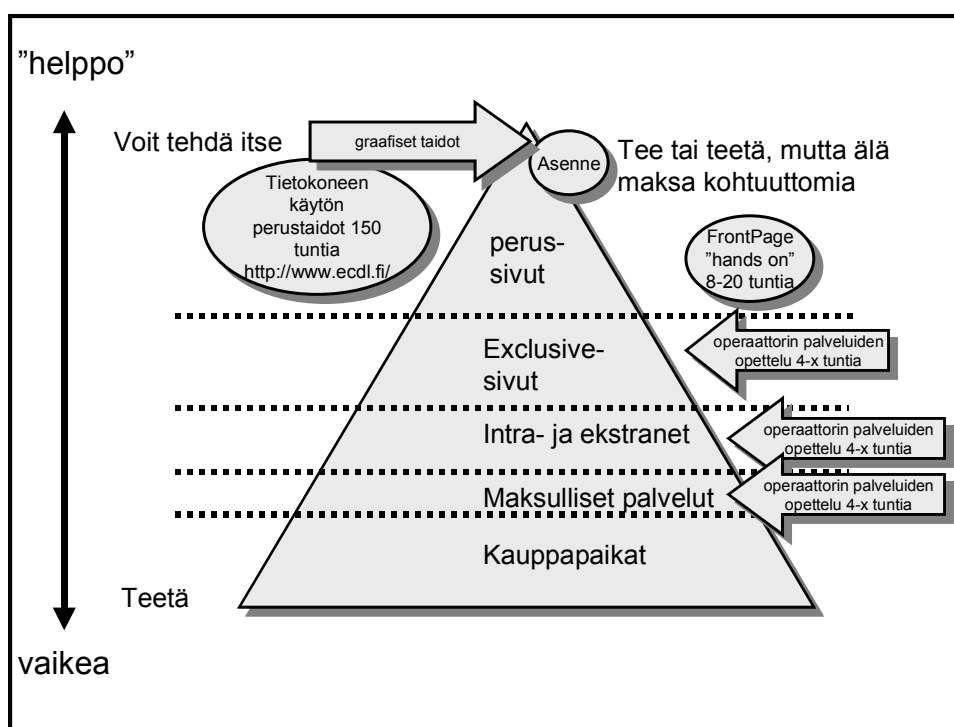 ”helppo”
Voit tehdä itse
graafiset taidot
Asenne
Tee tai teetä, mutta älä
maksa kohtuuttomia
Tietokoneen
käytön
perustaidot 150
tuntia
http://www.ecdl.fi/
perus-
sivut
FrontPage
”hands on”
8-20 tuntia
Exclusive-
sivut
operaattorin palveluiden
opettelu 4-x tuntia
Intra- ja ekstranet
operaattorin palveluiden
opettelu 4-x tuntia
Maksulliset palvelut
operaattorin palveluiden
opettelu 4-x tuntia
Kauppapaikat
Teetä
vaikea